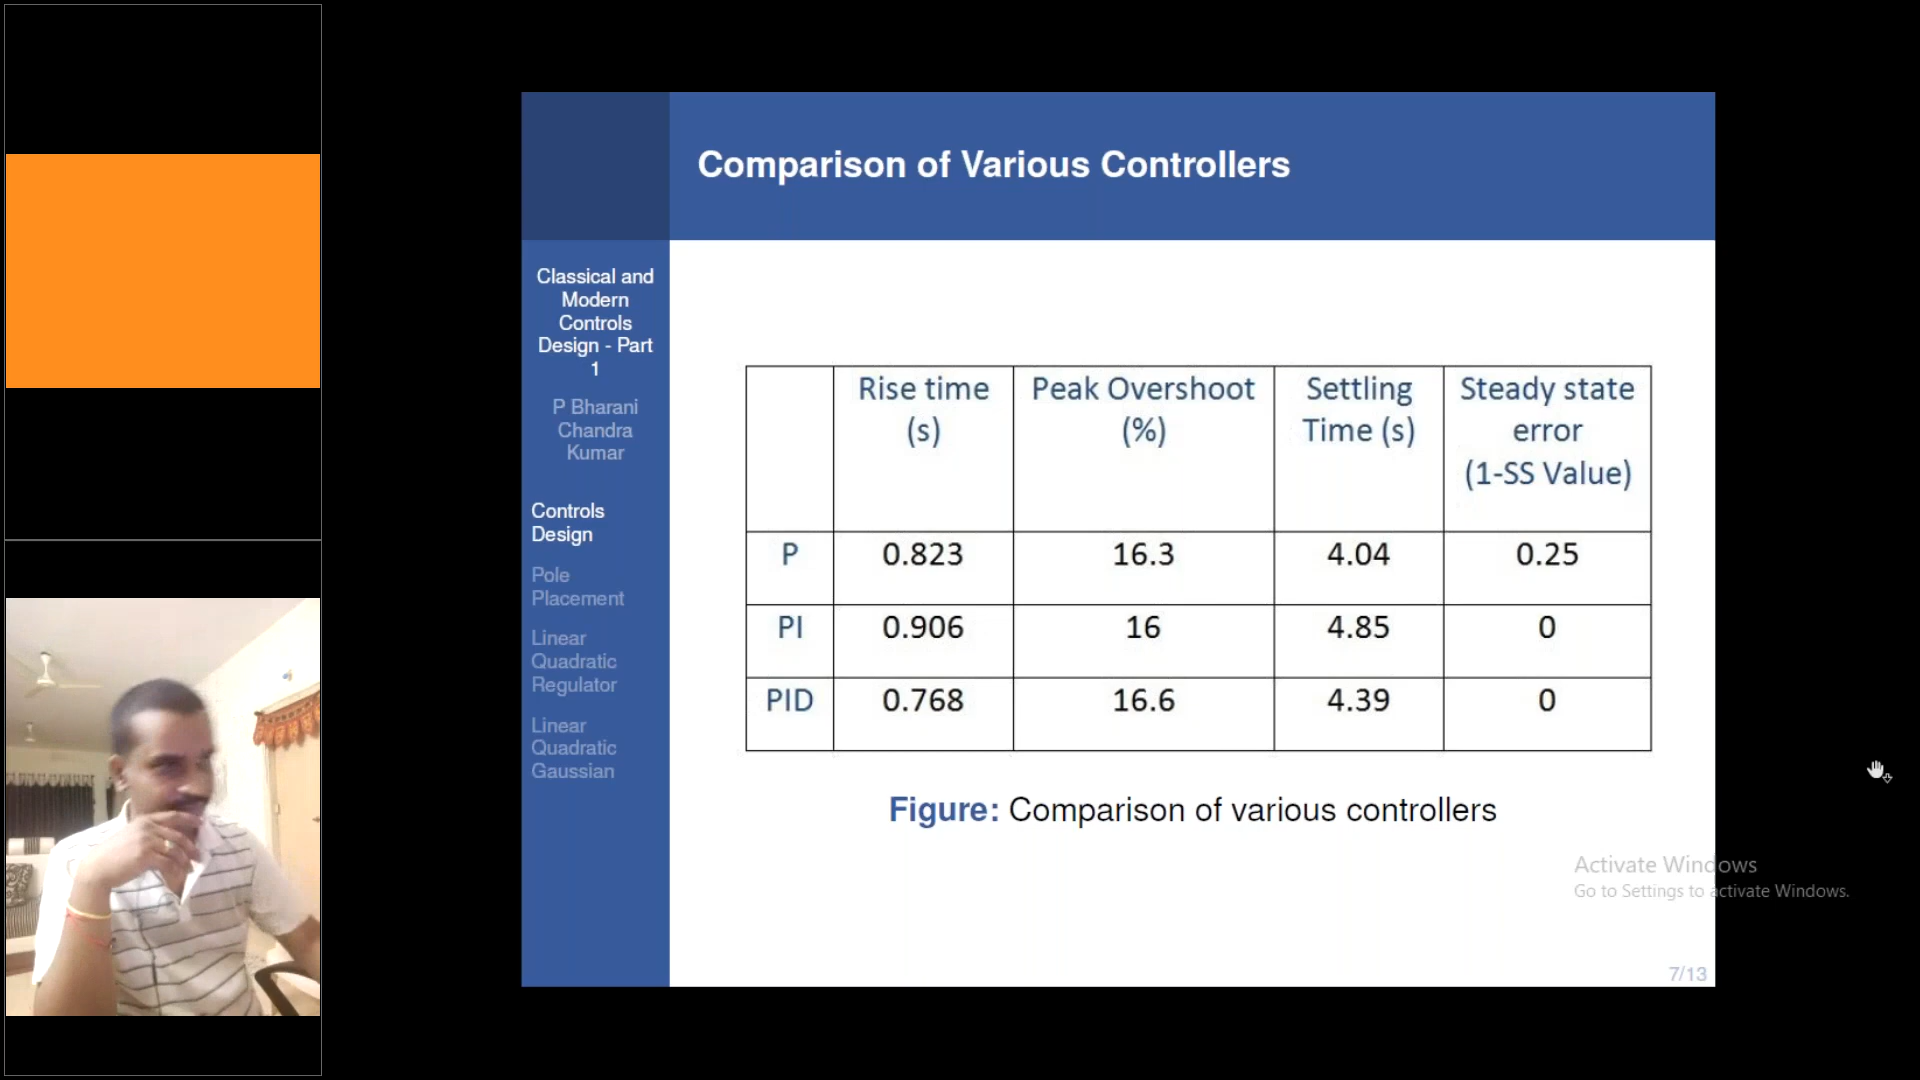 Comparison of Various Controllers
Classical and
Modern
Controls
Design - Part
1
P Bharani
Chandra
Kumar
Controls
Design
Pole
Placement
Linear
Quadratic
Regulator
Linear
Quadratic
Gaussian
Rise time (s) Peak Overshoot (%) Settling Time (s) Steady state error (1-SS Value)
P 0.823 16.3 4.04 0.25
PI 0.906 16 4.85 0
PID 0.768 16.6 4.39 0
Figure: Comparison of various controllers
Activate Windows
Go to Settings to activate Windows.
7/13